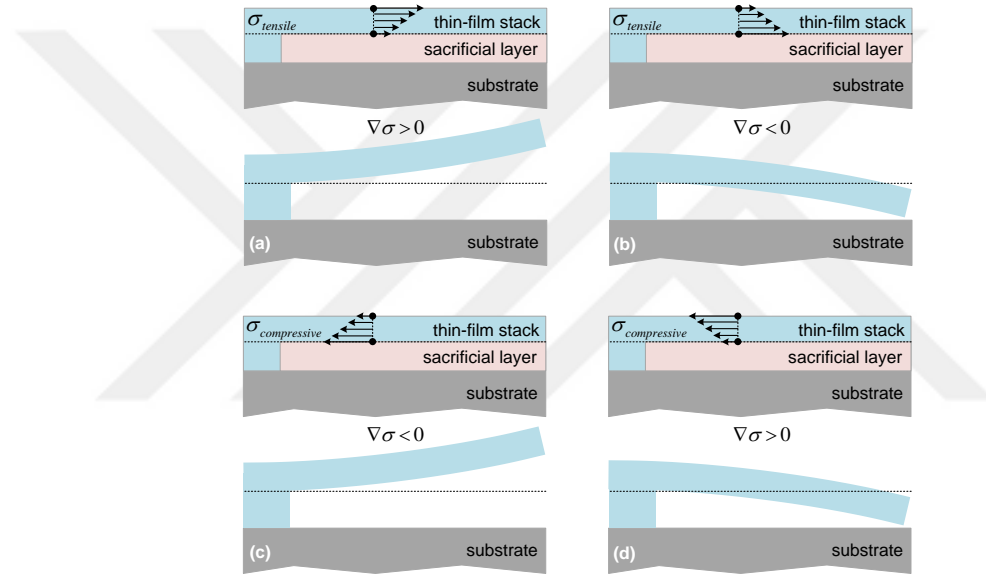 σtensile thin-film stack
sacrificial layer
substrate
∇σ > 0
(a) substrate
σtensile thin-film stack
sacrificial layer
substrate
∇σ < 0
(b) substrate
σcompressive thin-film stack
sacrificial layer
substrate
∇σ < 0
(c) substrate
σcompressive thin-film stack
sacrificial layer
substrate
∇σ > 0
(d) substrate